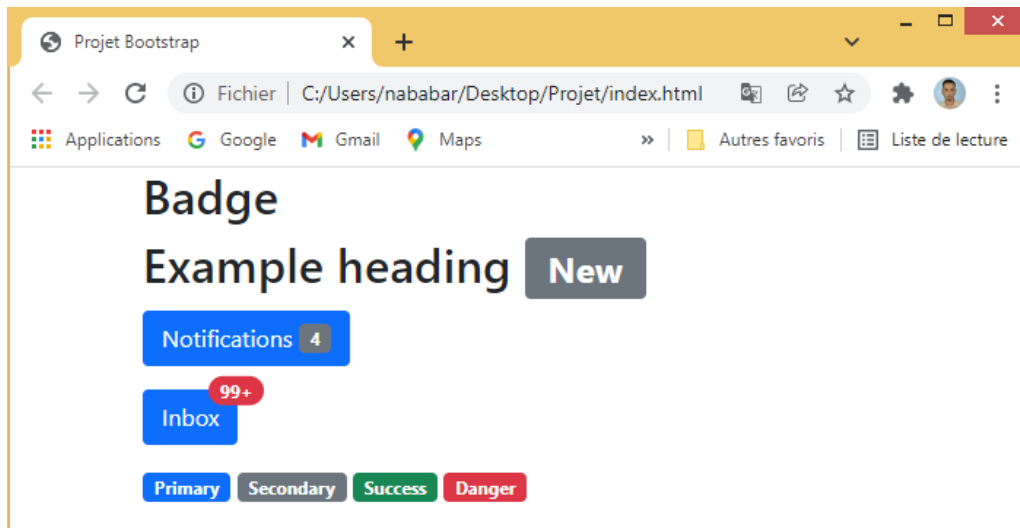 Projet Bootstrap
Fichier C:/Users/nababar/Desktop/Projet/index.html
Applications Google Gmail Maps » Autres favoris Liste de lecture
Badge
Example heading New
Notifications 4
99+
Inbox
Primary Secondary Success Danger